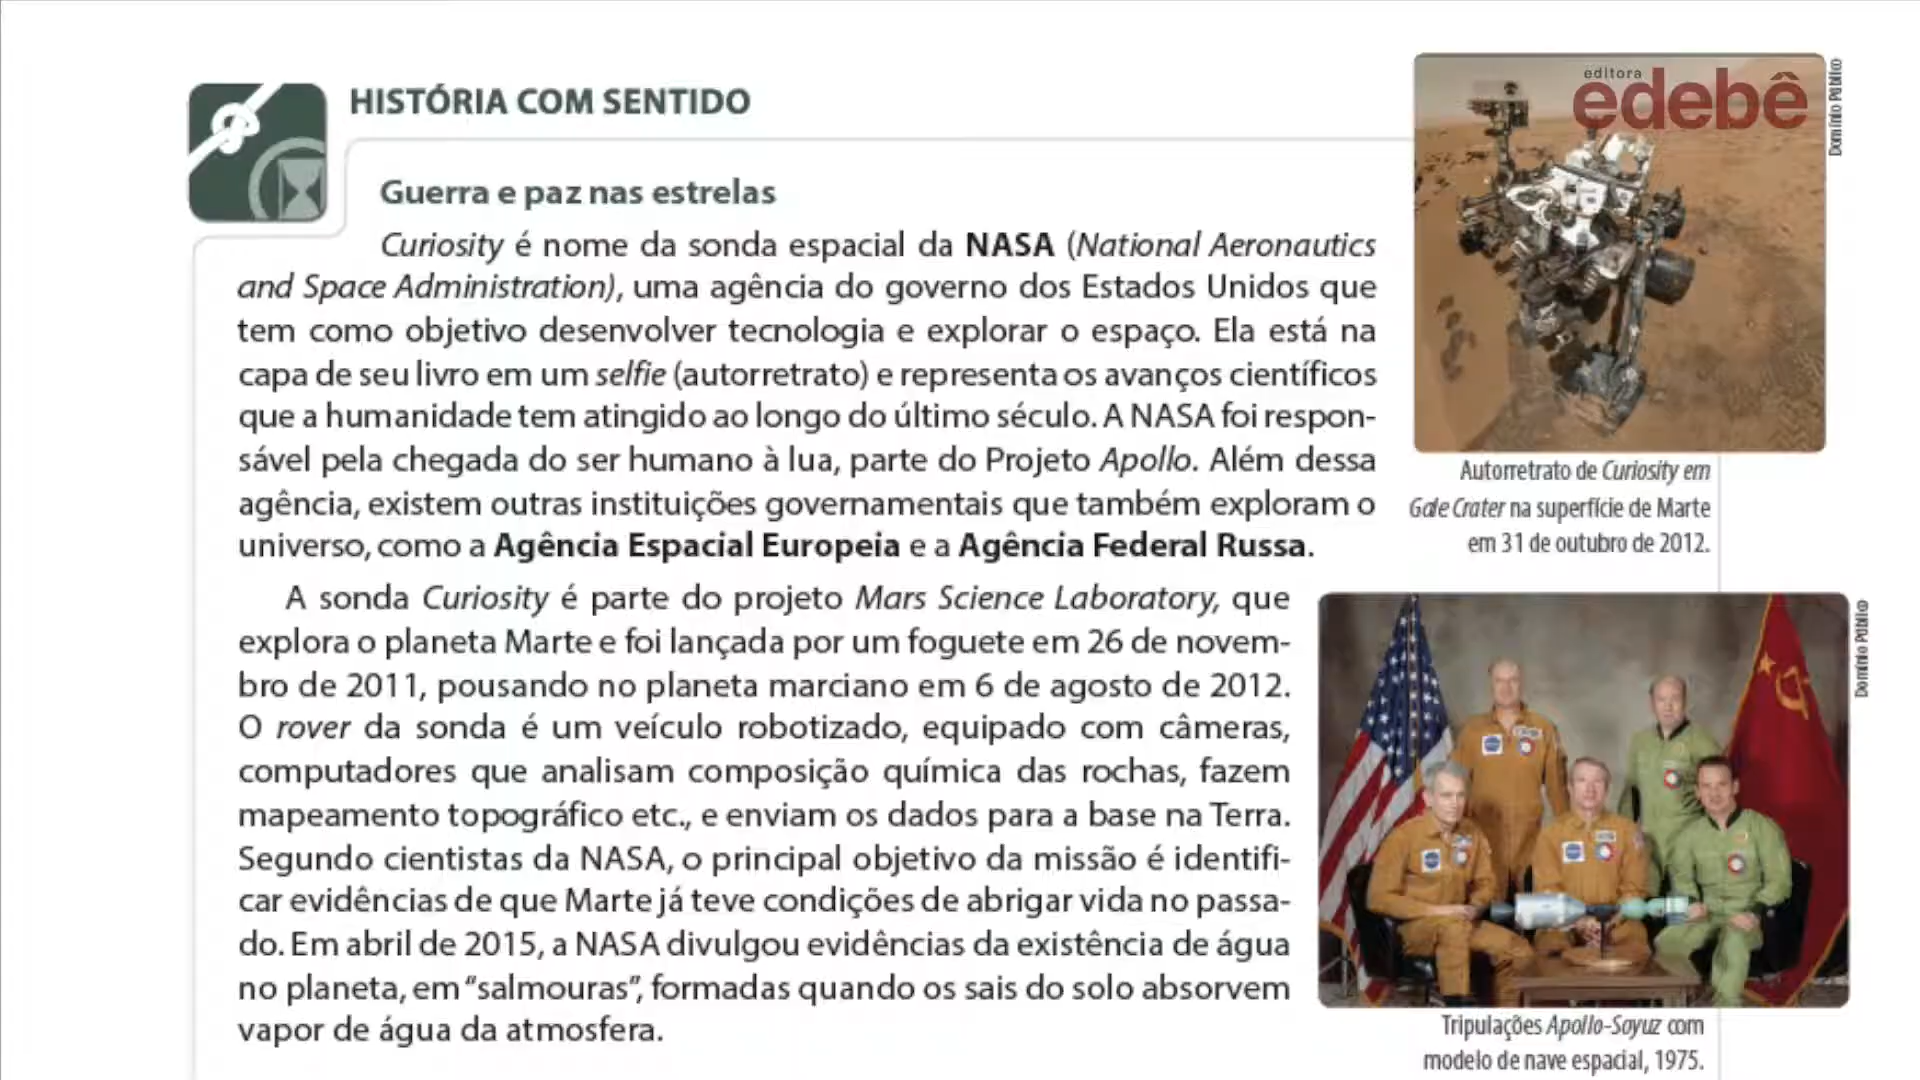 editora
edebê
Domínio Público
HISTÓRIA COM SENTIDO
Guerra e paz nas estrelas
Curiosity é nome da sonda espacial da NASA (National Aeronautics
and Space Administration), uma agência do governo dos Estados Unidos que
tem como objetivo desenvolver tecnologia e explorar o espaço. Ela está na
capa de seu livro em um selfie (autorretrato) e representa os avanços científicos
que a humanidade tem atingido ao longo do último século. A NASA foi respon-
sável pela chegada do ser humano à lua, parte do Projeto Apollo. Além dessa
agência, existem outras instituições governamentais que também exploram o
universo, como a Agência Espacial Europeia e a Agência Federal Russa.
Autorretrato de Curiosity em
Gale Crater na superfície de Marte
em 31 de outubro de 2012.
A sonda Curiosity é parte do projeto Mars Science Laboratory, que
explora o planeta Marte e foi lançada por um foguete em 26 de novem-
bro de 2011, pousando no planeta marciano em 6 de agosto de 2012.
O rover da sonda é um veículo robotizado, equipado com câmeras,
computadores que analisam composição química das rochas, fazem
mapeamento topográfico etc., e enviam os dados para a base na Terra.
Segundo cientistas da NASA, o principal objetivo da missão é identifi-
car evidências de que Marte já teve condições de abrigar vida no passa-
do. Em abril de 2015, a NASA divulgou evidências da existência de água
no planeta, em “salmouras”, formadas quando os sais do solo absorvem
vapor de água da atmosfera.
Domínio Público
Tripulações Apollo-Soyuz com
modelo de nave espacial, 1975.